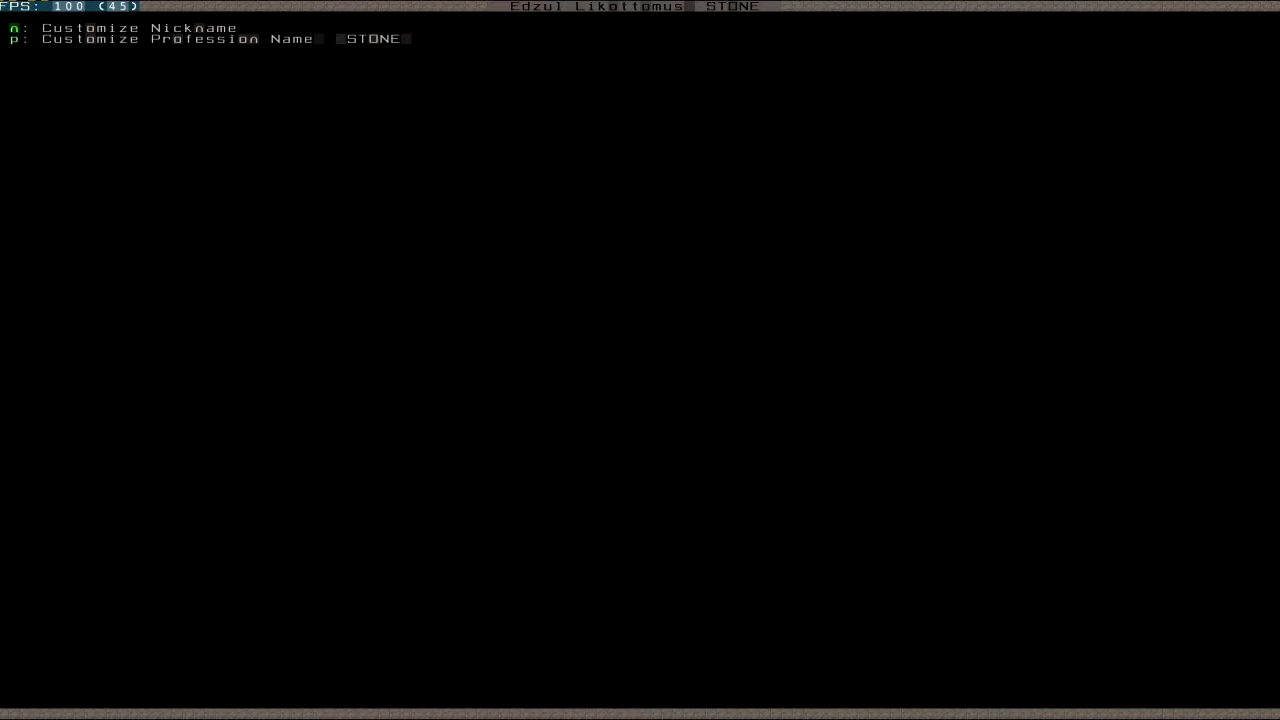 FPS: 100 (45) Edzul Likottomus STONE
n: Customize Nickname
p: Customize Profession Name STONE